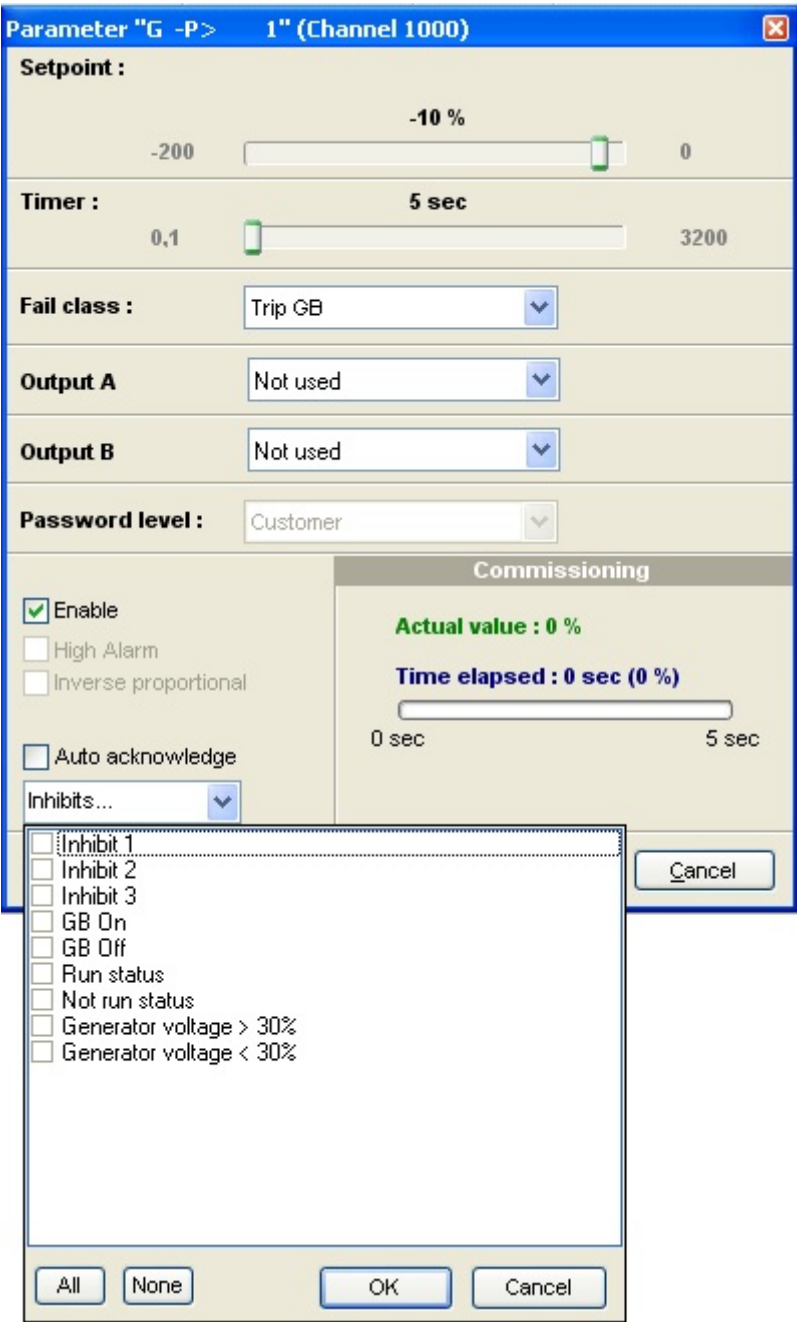 Parameter "G -P> 1" (Channel 1000)
Setpoint :
-10 %
-200 0
Timer : 5 sec
0,1 3200
Fail class : Trip GB
Output A Not used
Output B Not used
Password level : Customer
Commissioning
Enable
High Alarm
Inverse proportional
Actual value : 0 %
Time elapsed : 0 sec (0 %)
0 sec 5 sec
Auto acknowledge
Inhibits...
Cancel
Inhibit 1
Inhibit 2
Inhibit 3
GB On
GB Off
Run status
Not run status
Generator voltage > 30%
Generator voltage < 30%
All None OK Cancel